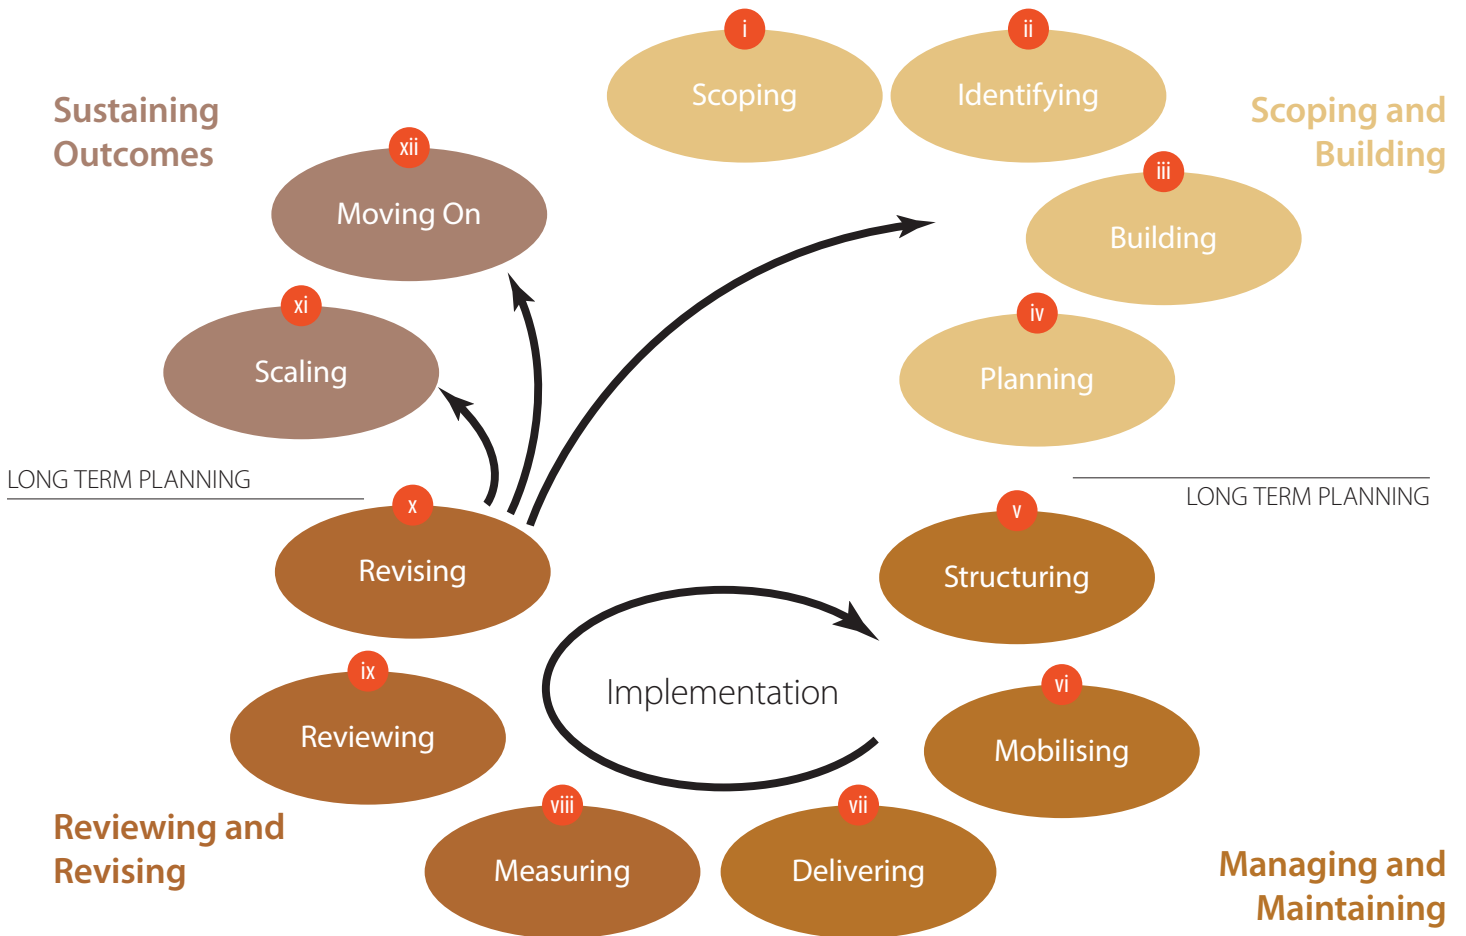 i
Scoping
ii
Identifying
Scoping and
Building
iii
Building
iv
Planning
LONG TERM PLANNING
v
Structuring
vi
Mobilising
vii
Delivering
Managing and
Maintaining
viii
Measuring
ix
Reviewing
x
Revising
Reviewing and
Revising
Implementation
LONG TERM PLANNING
xi
Scaling
xii
Moving On
Sustaining
Outcomes